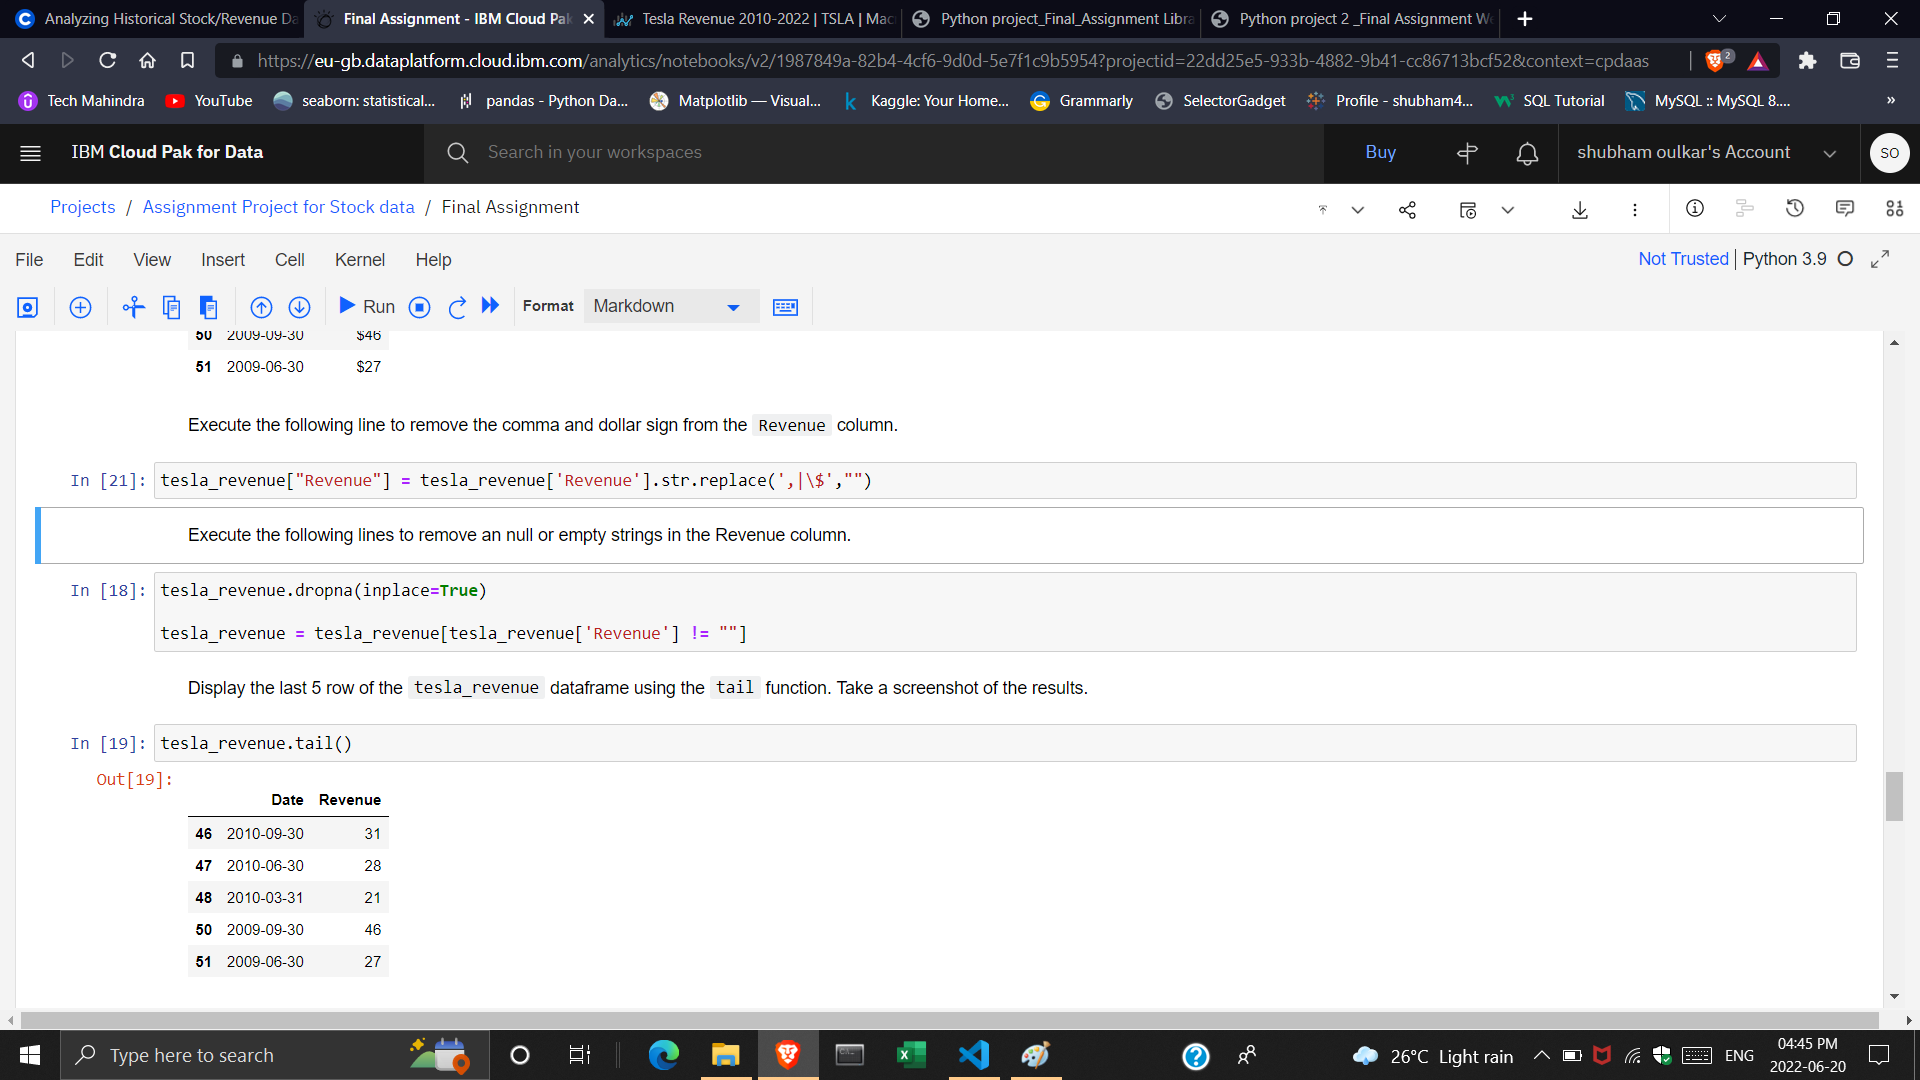 Analyzing Historical Stock/Revenue Da
Final Assignment - IBM Cloud Pak
Tesla Revenue 2010-2022 | TSLA | Mac
Python project_Final_Assignment Libra
Python project 2 _Final Assignment We
https://eu-gb.dataplatform.cloud.ibm.com/analytics/notebooks/v2/1987849a-82b4-4cf6-9d0d-5e7f1c9b5954?projectid=22dd25e5-933b-4882-9b41-cc86713bcf52&context=cpdaas
2
Tech Mahindra
YouTube
seaborn: statistical...
pandas - Python Da...
Matplotlib — Visual...
Kaggle: Your Home...
Grammarly
SelectorGadget
Profile - shubham4...
SQL Tutorial
MySQL :: MySQL 8....
»
IBM Cloud Pak for Data
Search in your workspaces
Buy
shubham oulkar's Account
SO
Projects / Assignment Project for Stock data / Final Assignment
File Edit View Insert Cell Kernel Help
Not Trusted | Python 3.9
Run
Format
Markdown
50 2009-09-30 $46
51 2009-06-30 $27
Execute the following line to remove the comma and dollar sign from the Revenue column.
In [21]: tesla_revenue["Revenue"] = tesla_revenue['Revenue'].str.replace(',|\$',"")
Execute the following lines to remove an null or empty strings in the Revenue column.
In [18]: tesla_revenue.dropna(inplace=True)
tesla_revenue = tesla_revenue[tesla_revenue['Revenue'] != ""]
Display the last 5 row of the tesla_revenue dataframe using the tail function. Take a screenshot of the results.
In [19]: tesla_revenue.tail()
Out[19]:
Date Revenue
46 2010-09-30 31
47 2010-06-30 28
48 2010-03-31 21
50 2009-09-30 46
51 2009-06-30 27
Type here to search
26°C Light rain
ENG
04:45 PM
2022-06-20